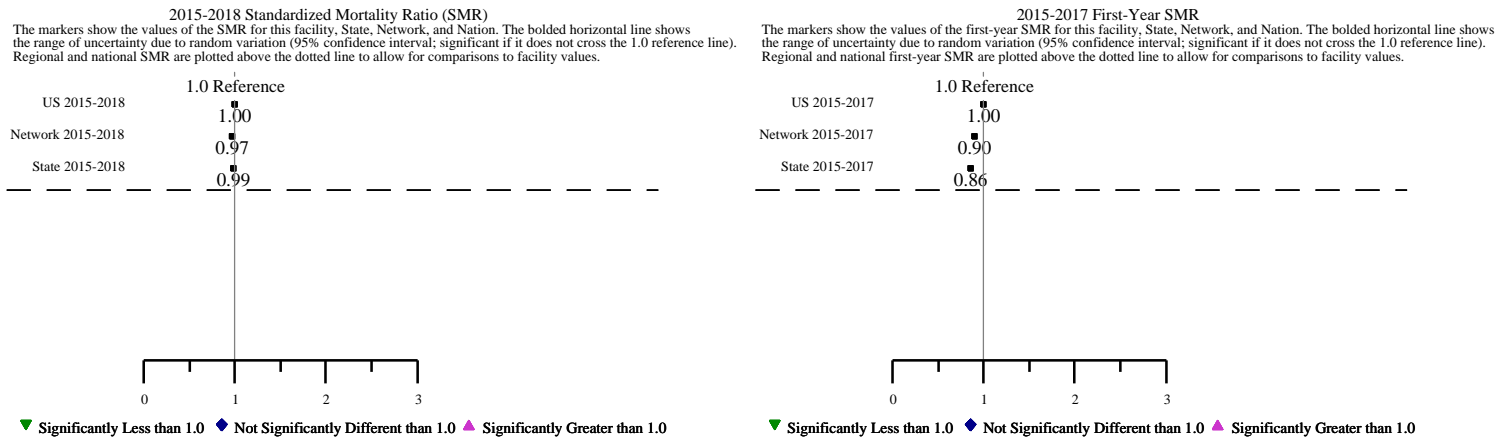 2015-2018 Standardized Mortality Ratio (SMR)
The markers show the values of the SMR for this facility, State, Network, and Nation. The bolded horizontal line shows
the range of uncertainty due to random variation (95% confidence interval; significant if it does not cross the 1.0 reference line).
Regional and national SMR are plotted above the dotted line to allow for comparisons to facility values.
1.0 Reference
US 2015-2018
1.00
Network 2015-2018
0.97
State 2015-2018
0.99
0 1 2 3
Significantly Less than 1.0 Not Significantly Different than 1.0 Significantly Greater than 1.0
2015-2017 First-Year SMR
The markers show the values of the first-year SMR for this facility, State, Network, and Nation. The bolded horizontal line shows
the range of uncertainty due to random variation (95% confidence interval; significant if it does not cross the 1.0 reference line).
Regional and national first-year SMR are plotted above the dotted line to allow for comparisons to facility values.
1.0 Reference
US 2015-2017
1.00
Network 2015-2017
0.90
State 2015-2017
0.86
0 1 2 3
Significantly Less than 1.0 Not Significantly Different than 1.0 Significantly Greater than 1.0